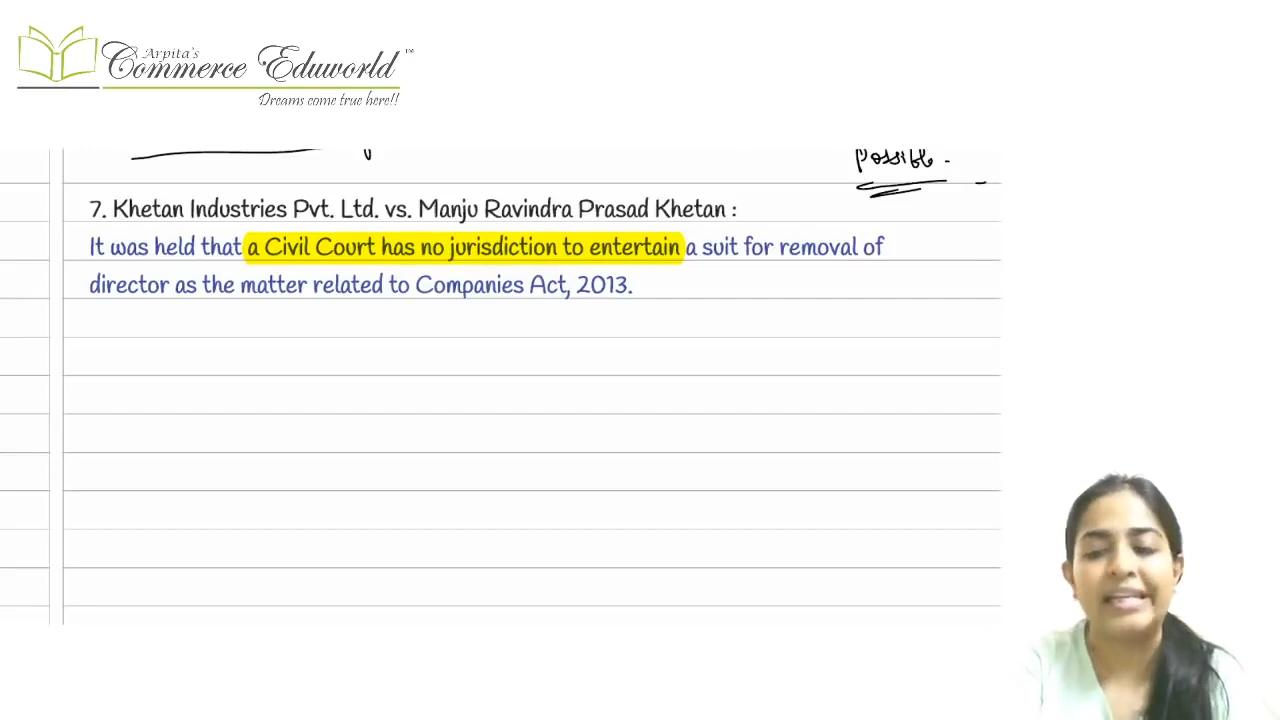 Arpita's
Commerce Eduworld™
Dreams come true here!!
possible.
7. Khetan Industries Pvt. Ltd. vs. Manju Ravindra Prasad Khetan :
It was held that a Civil Court has no jurisdiction to entertain a suit for removal of
director as the matter related to Companies Act, 2013.